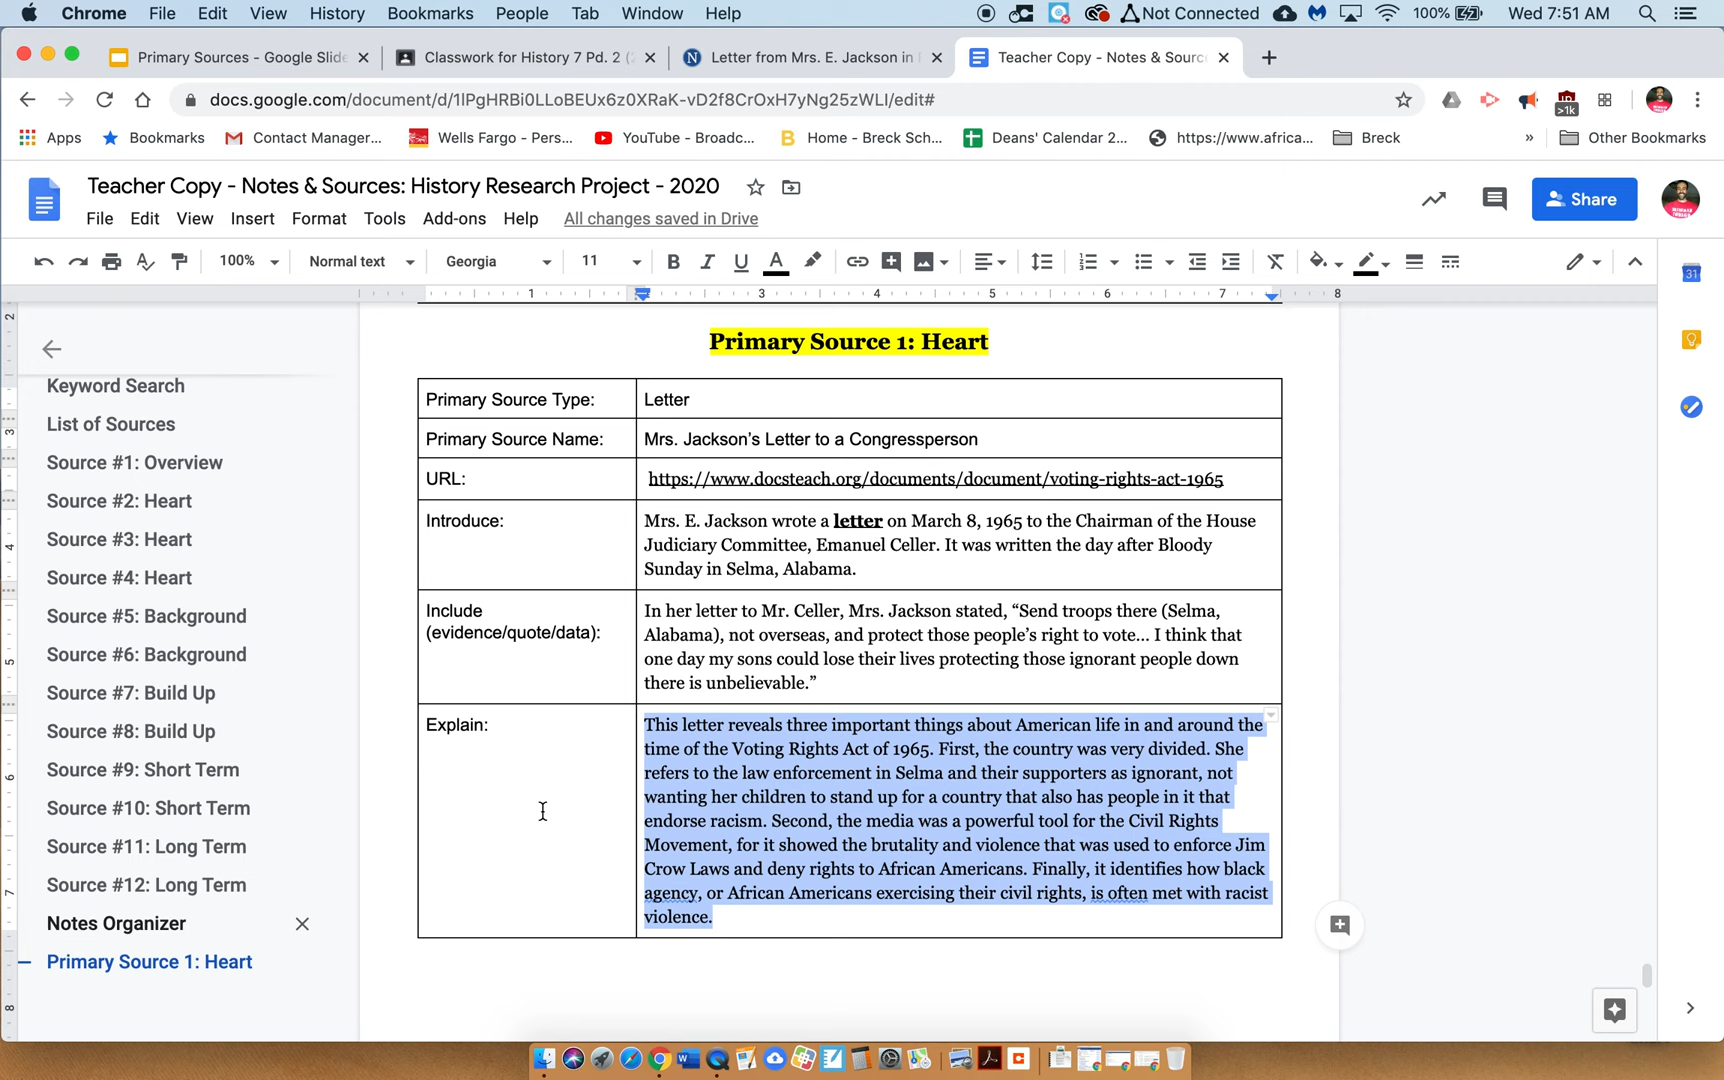 Chrome File Edit View History Bookmarks People Tab Window Help Not Connected 100% Wed 7:51 AM
Primary Sources - Google Slide Classwork for History 7 Pd. 2 (2 Letter from Mrs. E. Jackson in Teacher Copy - Notes & Source
docs.google.com/document/d/1lPgHRBi0LLoBEUx6z0XRaK-vD2f8CrOxH7yNg25zWLI/edit# >1k
Apps Bookmarks Contact Manager... Wells Fargo - Pers... YouTube - Broadc... Home - Breck Sch... Deans' Calendar 2... https://www.africa... Breck » Other Bookmarks
Teacher Copy - Notes & Sources: History Research Project - 2020
File Edit View Insert Format Tools Add-ons Help All changes saved in Drive
Share
100% Normal text Georgia 11 B I U A
1 2 3 4 5 6 7 8
31
Keyword Search
List of Sources
Source #1: Overview
Source #2: Heart
Source #3: Heart
Source #4: Heart
Source #5: Background
Source #6: Background
Source #7: Build Up
Source #8: Build Up
Source #9: Short Term
Source #10: Short Term
Source #11: Long Term
Source #12: Long Term
Notes Organizer
Primary Source 1: Heart
Primary Source 1: Heart
Primary Source Type: Letter
Primary Source Name: Mrs. Jackson's Letter to a Congressperson
URL: https://www.docsteach.org/documents/document/voting-rights-act-1965
Introduce: Mrs. E. Jackson wrote a letter on March 8, 1965 to the Chairman of the House
Judiciary Committee, Emanuel Celler. It was written the day after Bloody
Sunday in Selma, Alabama.
Include In her letter to Mr. Celler, Mrs. Jackson stated, “Send troops there (Selma,
(evidence/quote/data): Alabama), not overseas, and protect those people’s right to vote... I think that
one day my sons could lose their lives protecting those ignorant people down
there is unbelievable.”
Explain: This letter reveals three important things about American life in and around the
time of the Voting Rights Act of 1965. First, the country was very divided. She
refers to the law enforcement in Selma and their supporters as ignorant, not
wanting her children to stand up for a country that also has people in it that
endorse racism. Second, the media was a powerful tool for the Civil Rights
Movement, for it showed the brutality and violence that was used to enforce Jim
Crow Laws and deny rights to African Americans. Finally, it identifies how black
agency, or African Americans exercising their civil rights, is often met with racist
violence.